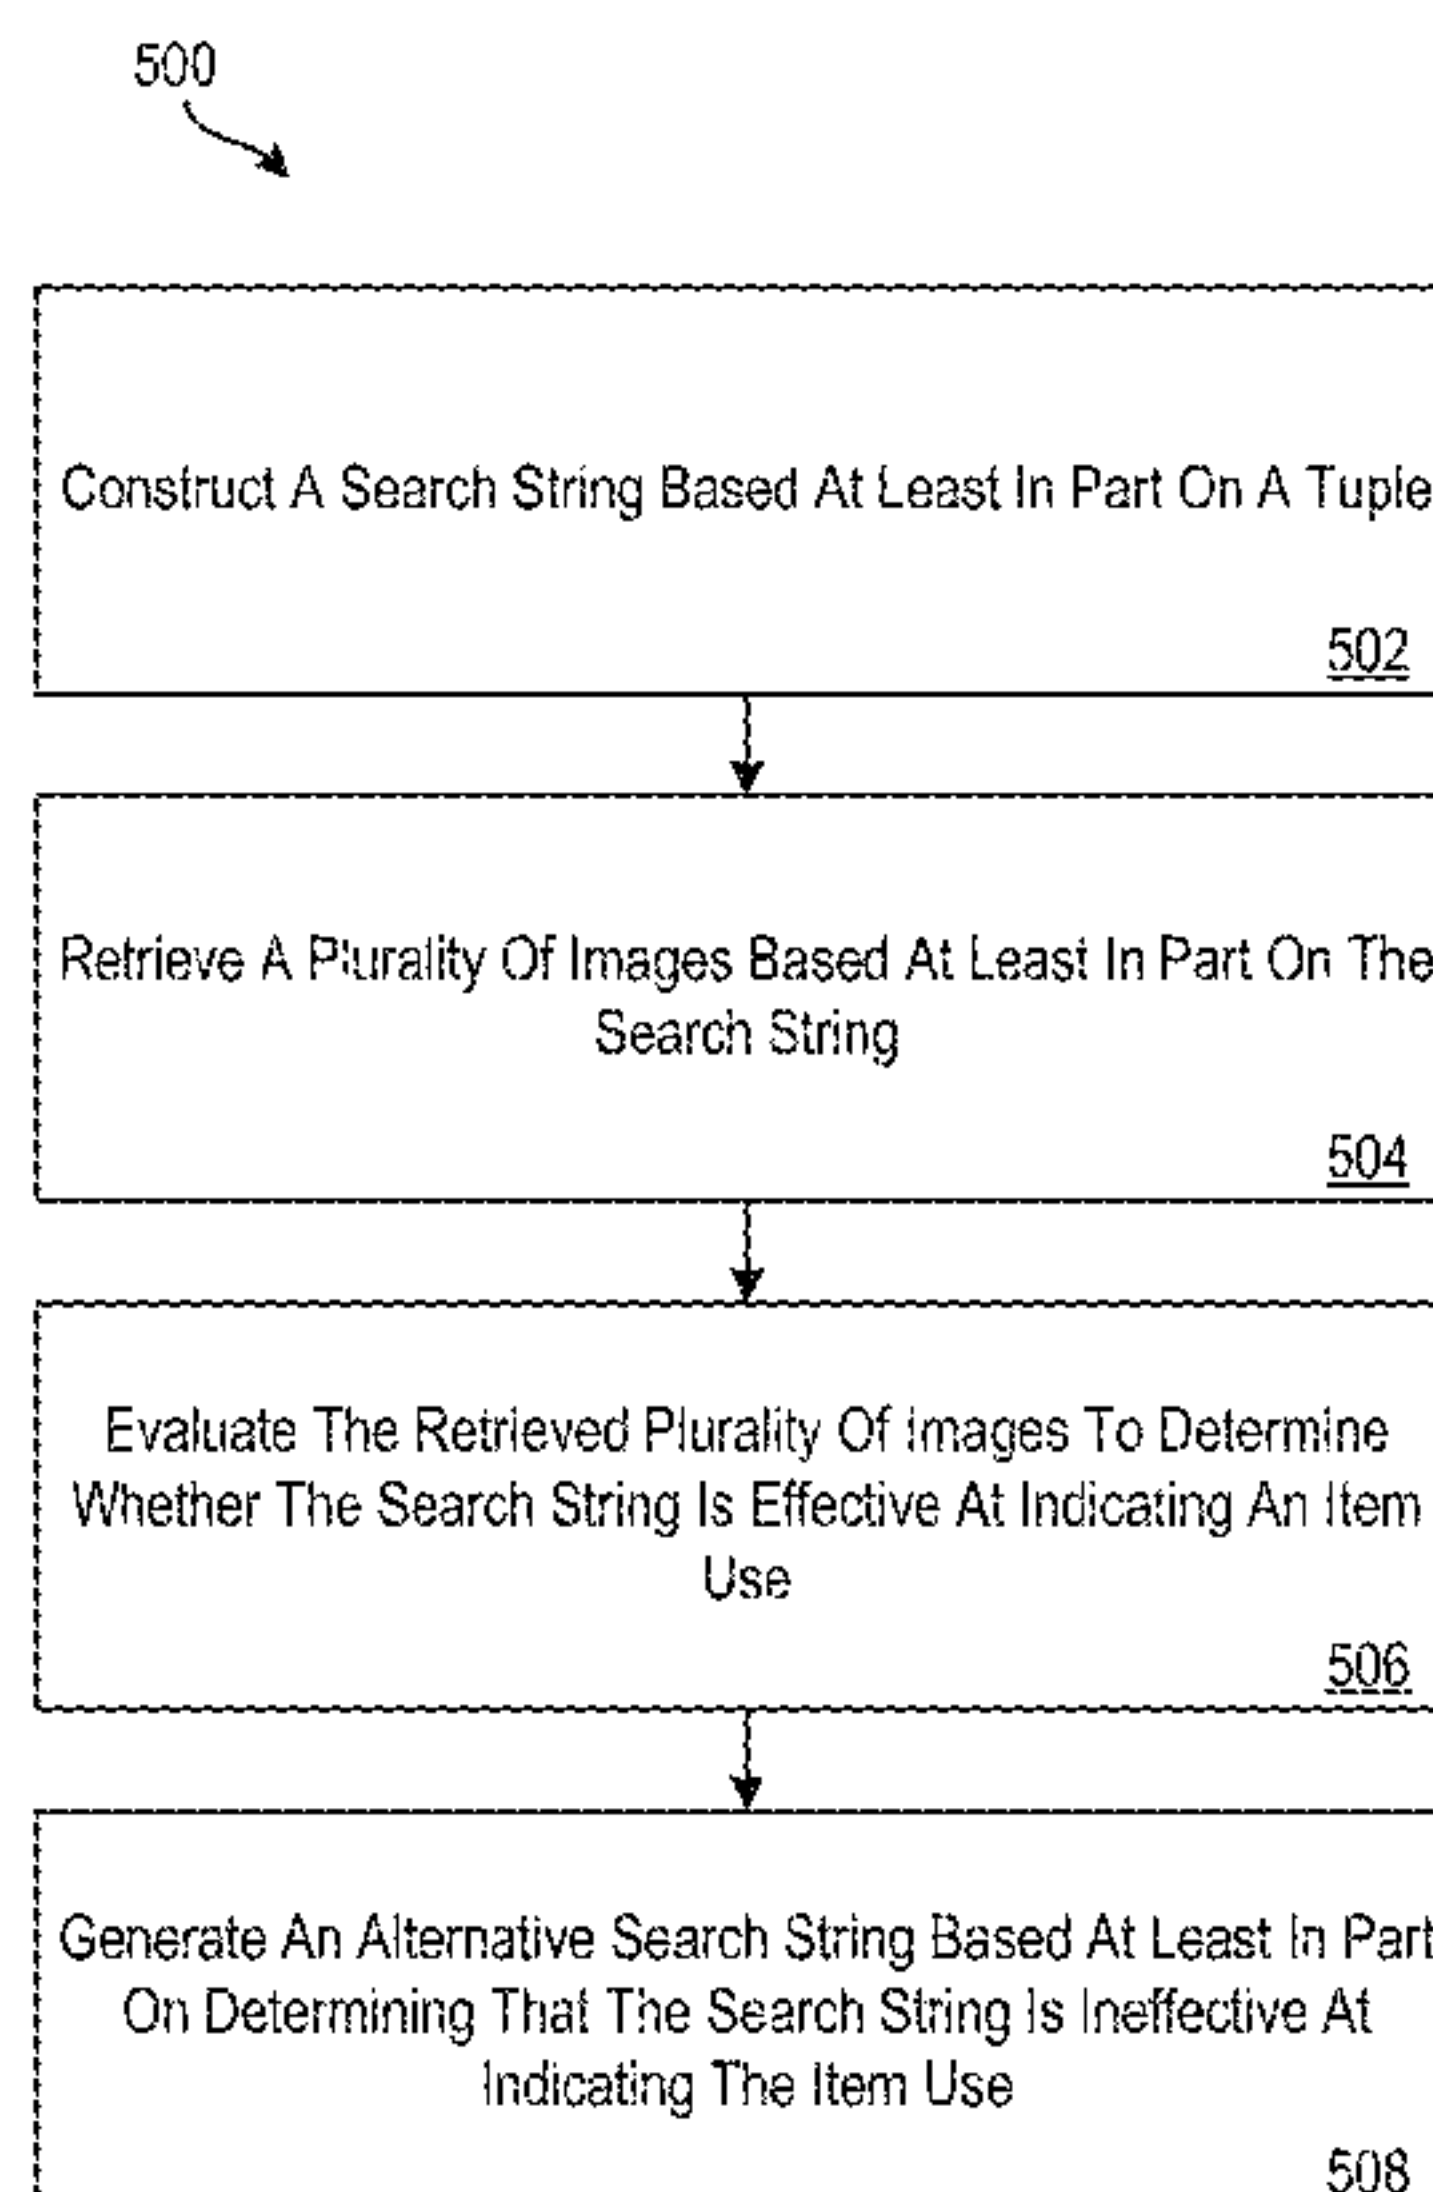 500
Construct A Search String Based At Least In Part On A Tuple
502
Retrieve A Plurality Of Images Based At Least In Part On The
Search String
504
Evaluate The Retrieved Plurality Of Images To Determine
Whether The Search String Is Effective At Indicating An Item
Use
506
Generate An Alternative Search String Based At Least In Part
On Determining That The Search String Is Ineffective At
Indicating The Item Use
508